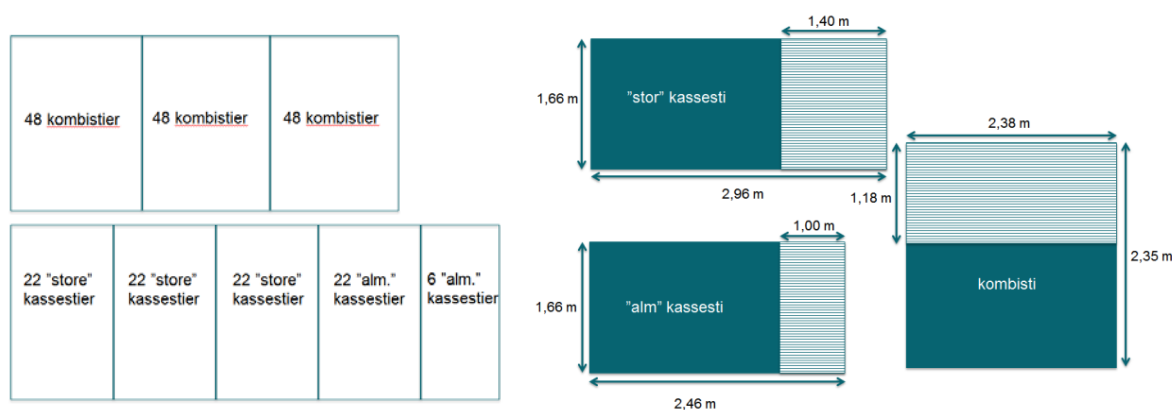 48 kombistier
48 kombistier
48 kombistier
22 "store"
kassestier
22 "store"
kassestier
22 "store"
kassestier
22 "alm."
kassestier
6 "alm."
kassestier
1,40 m
1,66 m
"stor" kassesti
2,96 m
1,00 m
1,66 m
"alm" kassesti
2,46 m
2,38 m
1,18 m
2,35 m
kombisti